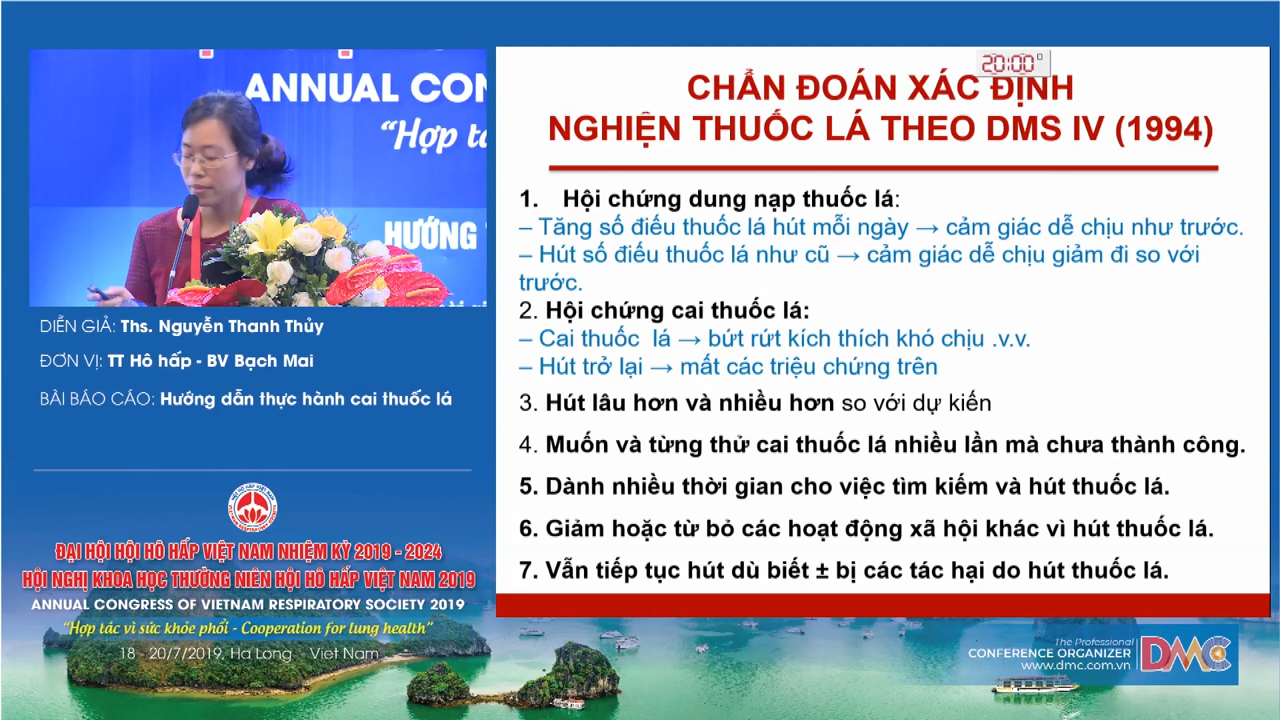 ANNUAL CON
"Hợp tá
HƯỚNG
DIỄN GIẢ: Ths. Nguyễn Thanh Thủy
ĐƠN VỊ: TT Hô hấp - BV Bạch Mai
BÀI BÁO CÁO: Hướng dẫn thực hành cai thuốc lá
HỘI HÔ HẤP VIỆT NAM
ĐẠI HỘI HỘI HÔ HẤP VIỆT NAM NHIỆM KỲ 2019 - 2024
HỘI NGHỊ KHOA HỌC THƯỜNG NIÊN HỘI HÔ HẤP VIỆT NAM 2019
ANNUAL CONGRESS OF VIETNAM RESPIRATORY SOCIETY 2019
"Hợp tác vì sức khỏe phổi - Cooperation for lung health"
18 - 20/7/2019, Ha Long Viet Nam
20:00
CHẨN ĐOÁN XÁC ĐỊNH
NGHIỆN THUỐC LÁ THEO DMS IV (1994)
1. Hội chứng dung nạp thuốc lá:
– Tăng số điếu thuốc lá hút mỗi ngày → cảm giác dễ chịu như trước.
– Hút số điếu thuốc lá như cũ → cảm giác dễ chịu giảm đi so với
trước.
2. Hội chứng cai thuốc lá:
– Cai thuốc lá → bứt rứt kích thích khó chịu .v.v.
– Hút trở lại → mất các triệu chứng trên
3. Hút lâu hơn và nhiều hơn so với dự kiến
4. Muốn và từng thử cai thuốc lá nhiều lần mà chưa thành công.
5. Dành nhiều thời gian cho việc tìm kiếm và hút thuốc lá.
6. Giảm hoặc từ bỏ các hoạt động xã hội khác vì hút thuốc lá.
7. Vẫn tiếp tục hút dù biết ± bị các tác hại do hút thuốc lá.
The Professional
CONFERENCE ORGANIZER
www.dmc.com.vn
DMC